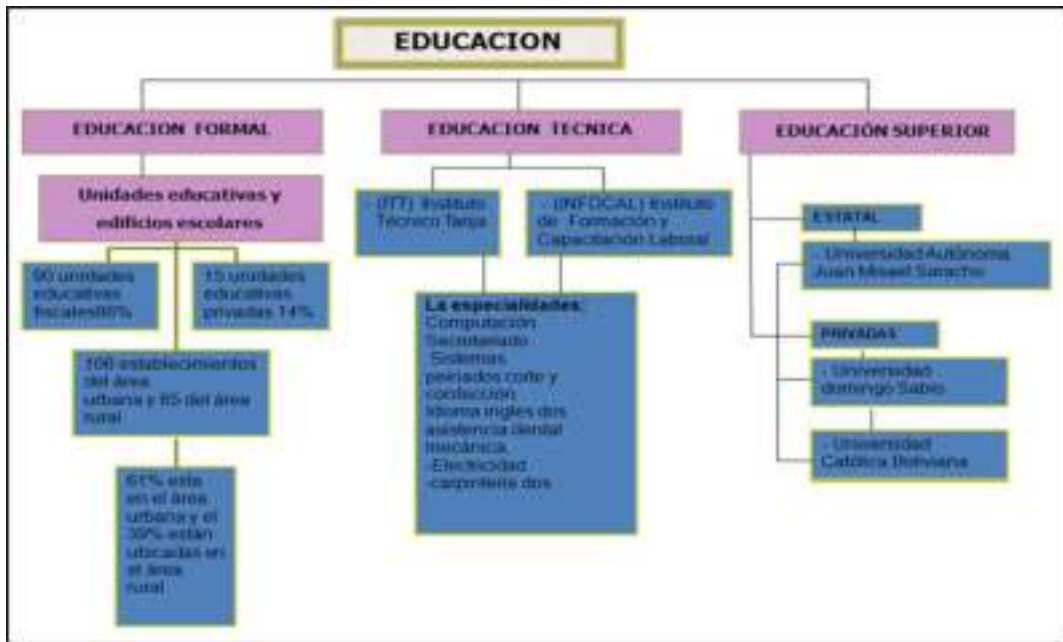 EDUCACION
EDUCACION FORMAL
EDUCACION TECNICA
EDUCACIÓN SUPERIOR
Unidades educativas y
edificios escolares
90 unidades
educativas
fiscales
15 unidades
educativas
privadas 14%
establecimientos
del área
urbana y 65 del área
rural
61% esta
en el área
urbana y el
39% están
ubicadas en
el área
rural
- (ITT) Instituto
Técnico Tarija
- (INFOCAL) Instituto
de Formación y
Capacitación Laboral
La especialidades:
Computación
Secretariado
Sistemas
peinados corte y
confección
Idioma ingles dos
asistencia dental
mecánica.
-Electricidad
-carpintería dos
ESTATAL
- Universidad Autónoma
Juan Misael Saracho
PRIVADAS
- Universidad
domingo Sabio
- Universidad
Católica Boliviana